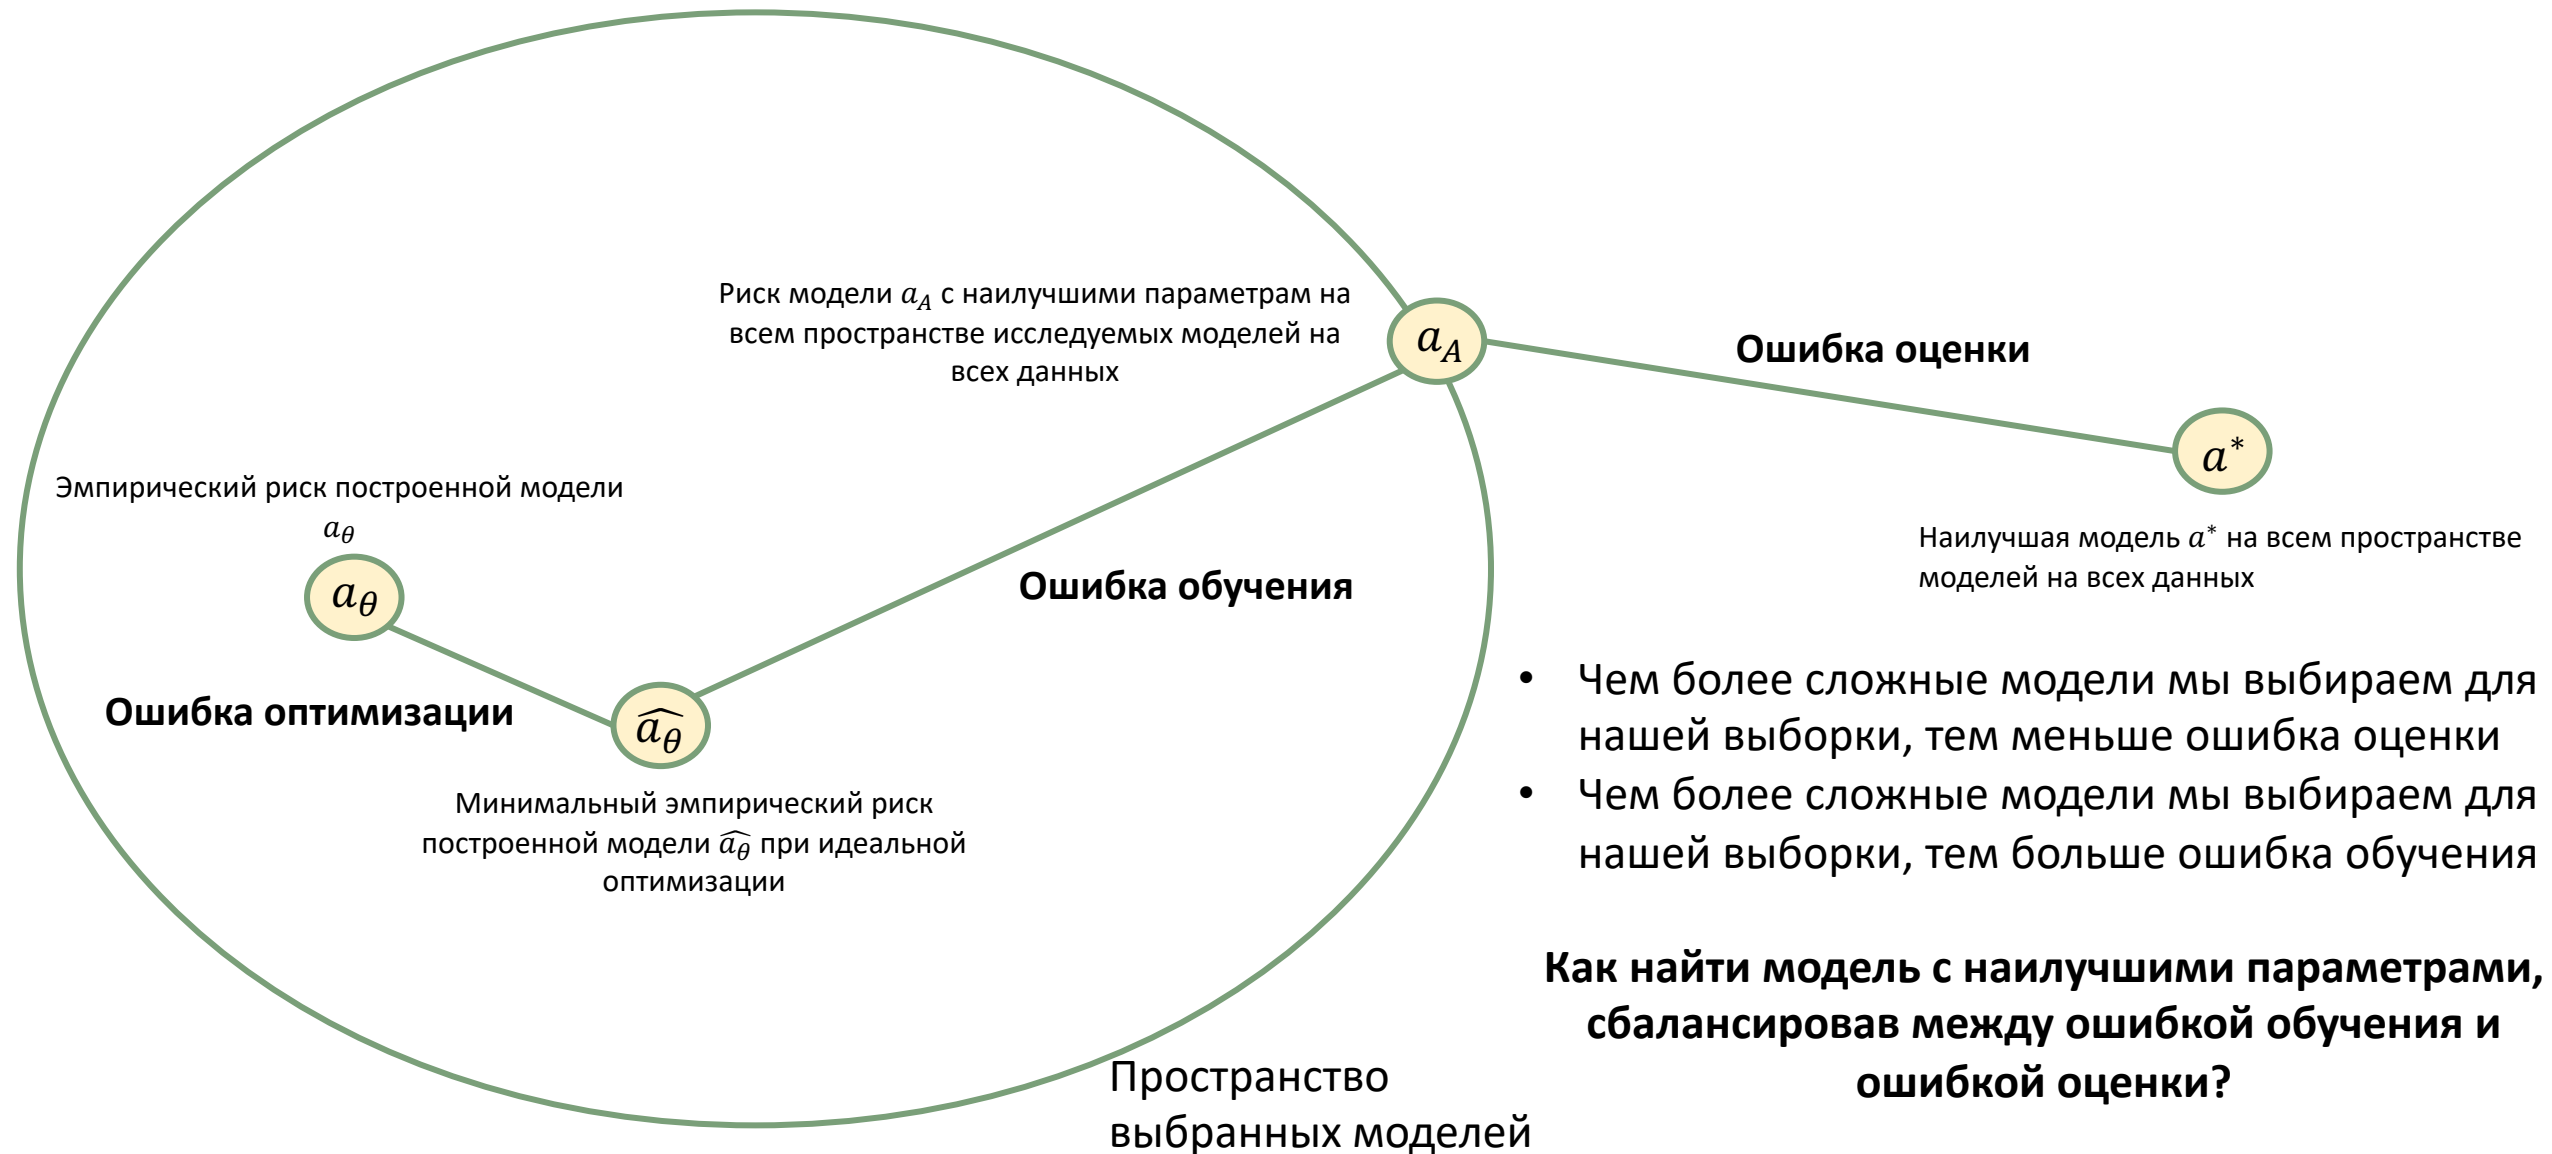 Риск модели a_A с наилучшими параметрам на
всем пространстве исследуемых моделей на
всех данных
a_A
Ошибка оценки
a*
Наилучшая модель a* на всем пространстве
моделей на всех данных
Эмпирический риск построенной модели
a_θ
a_θ
Ошибка обучения
Ошибка оптимизации
\widehat{a_θ}
Минимальный эмпирический риск
построенной модели \widehat{a_θ} при идеальной
оптимизации
• Чем более сложные модели мы выбираем для
нашей выборки, тем меньше ошибка оценки
• Чем более сложные модели мы выбираем для
нашей выборки, тем больше ошибка обучения
Как найти модель с наилучшими параметрами,
сбалансировав между ошибкой обучения и
ошибкой оценки?
Пространство
выбранных моделей